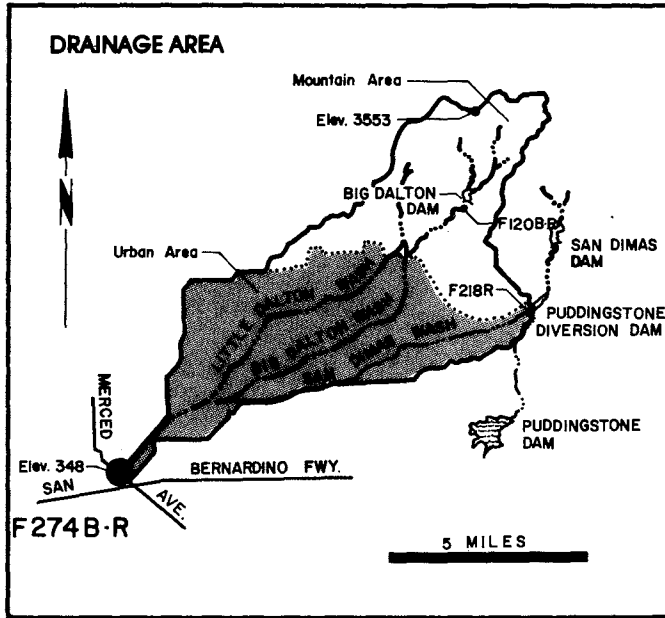 DRAINAGE AREA
Mountain Area
Elev. 3553
N
BIG DALTON
DAM
F120B-R
Urban Area
SAN DIMAS
DAM
F218R
LITTLE DALTON WASH
BIG DALTON WASH
SAN DIMAS WASH
PUDDINGSTONE
DIVERSION DAM
MERCED
AVE.
PUDDINGSTONE
DAM
Elev. 348
SAN BERNARDINO FWY.
F274B-R
5 MILES